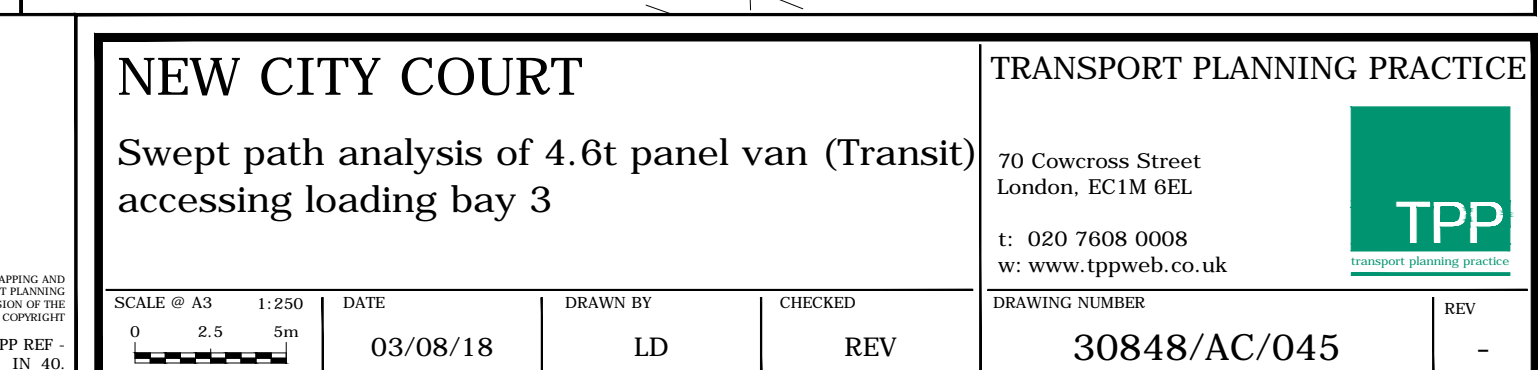 NEW CITY COURT
Swept path analysis of 4.6t panel van (Transit)
accessing loading bay 3
TRANSPORT PLANNING PRACTICE
70 Cowcross Street
London, EC1M 6EL
t: 020 7608 0008
w: www.tppweb.co.uk
TPP
transport planning practice
APPING AND
T PLANNING
SION OF THE
COPYRIGHT
PP REF -
IN 40.
SCALE @ A3 1:250
0 2.5 5m
DATE
03/08/18
DRAWN BY
LD
CHECKED
REV
DRAWING NUMBER
30848/AC/045
REV
-